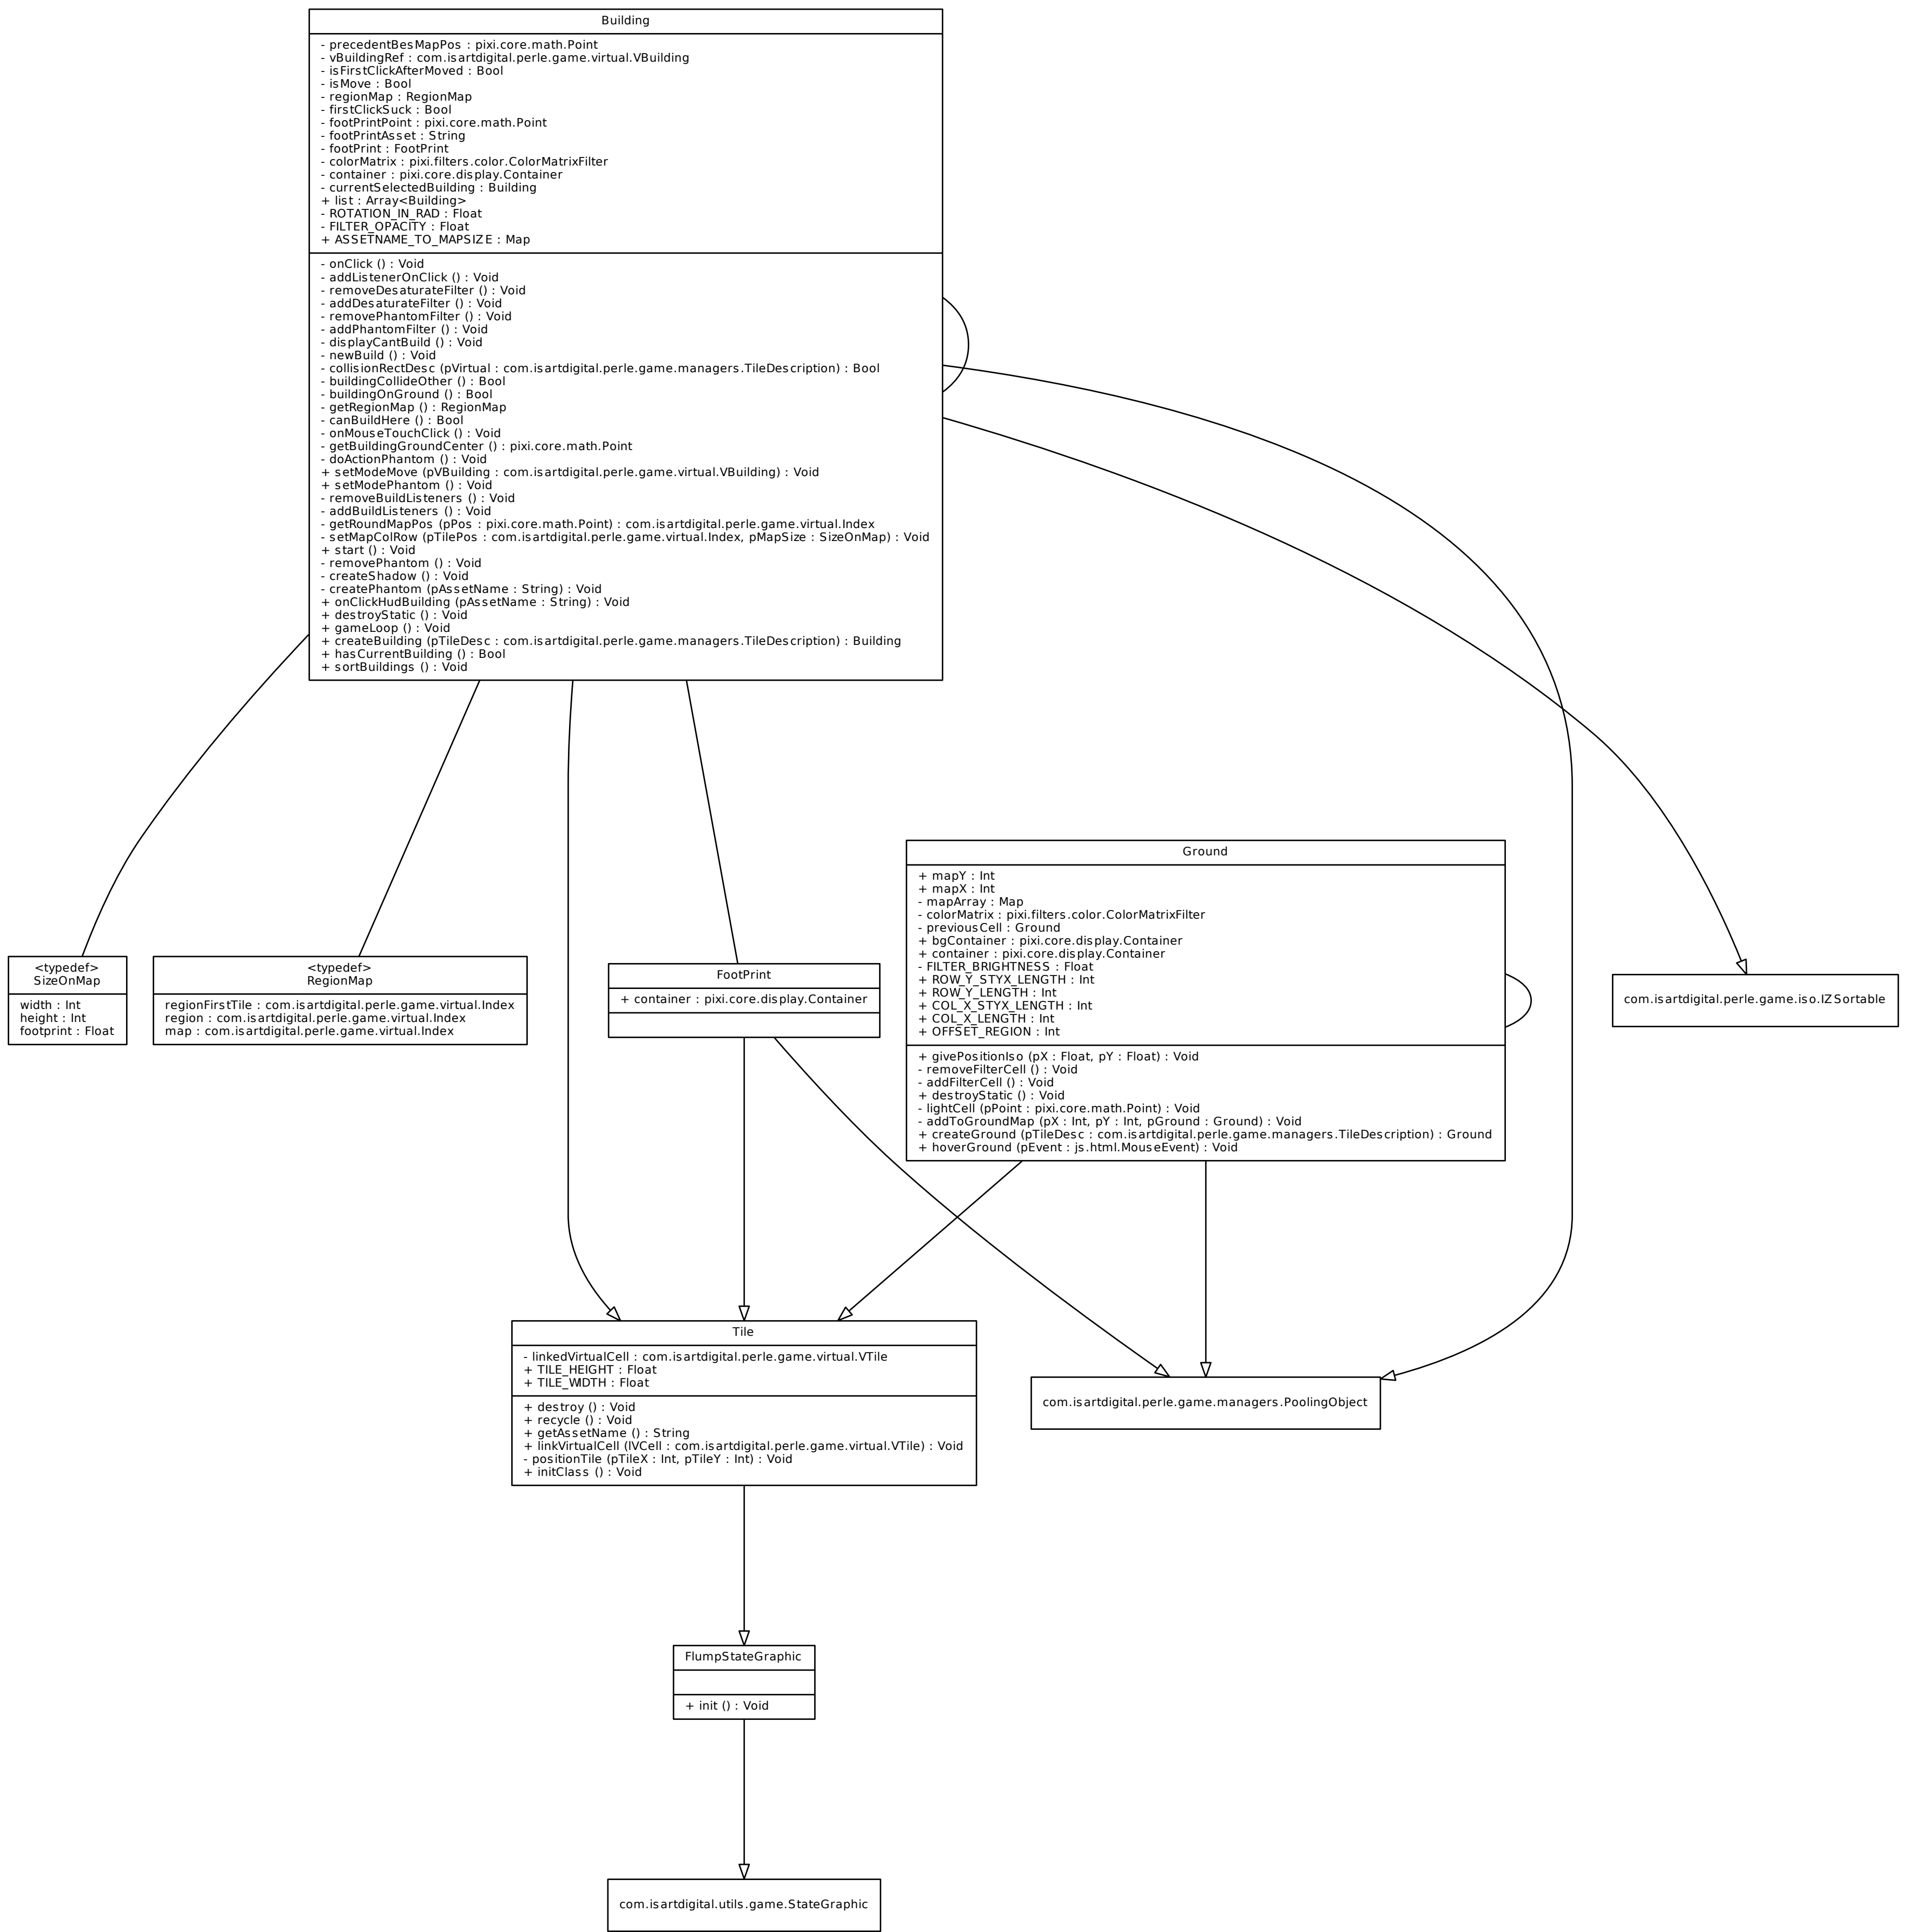 Building
- precedentBesMapPos : pixi.core.math.Point
- vBuildingRef : com.isartdigital.perle.game.virtual.VBuilding
- isFirstClickAfterMoved : Bool
- isMove : Bool
- regionMap : RegionMap
- firstClickSuck : Bool
- footPrintPoint : pixi.core.math.Point
- footPrintAsset : String
- footPrint : FootPrint
- colorMatrix : pixi.filters.color.ColorMatrixFilter
- container : pixi.core.display.Container
- currentSelectedBuilding : Building
+ list : Array<Building>
- ROTATION_IN_RAD : Float
- FILTER_OPACITY : Float
+ ASSETNAME_TO_MAPSIZE : Map
- onClick () : Void
- addListenerOnClick () : Void
- removeDesaturateFilter () : Void
- addDesaturateFilter () : Void
- removePhantomFilter () : Void
- addPhantomFilter () : Void
- displayCantBuild () : Void
- newBuild () : Void
- collisionRectDesc (pVirtual : com.isartdigital.perle.game.managers.TileDescription) : Bool
- buildingCollideOther () : Bool
- buildingOnGround () : Bool
- getRegionMap () : RegionMap
- canBuildHere () : Bool
- onMouseTouchClick () : Void
- getBuildingGroundCenter () : pixi.core.math.Point
- doActionPhantom () : Void
+ setModeMove (pVBuilding : com.isartdigital.perle.game.virtual.VBuilding) : Void
+ setModePhantom () : Void
- removeBuildListeners () : Void
- addBuildListeners () : Void
- getRoundMapPos (pPos : pixi.core.math.Point) : com.isartdigital.perle.game.virtual.Index
- setMapColRow (pTilePos : com.isartdigital.perle.game.virtual.Index, pMapSize : SizeOnMap) : Void
+ start () : Void
- removePhantom () : Void
- createShadow () : Void
- createPhantom (pAssetName : String) : Void
+ onClickHudBuilding (pAssetName : String) : Void
+ destroyStatic () : Void
+ gameLoop () : Void
+ createBuilding (pTileDesc : com.isartdigital.perle.game.managers.TileDescription) : Building
+ hasCurrentBuilding () : Bool
+ sortBuildings () : Void
<typedef>
SizeOnMap
width : Int
height : Int
footprint : Float
<typedef>
RegionMap
regionFirstTile : com.isartdigital.perle.game.virtual.Index
region : com.isartdigital.perle.game.virtual.Index
map : com.isartdigital.perle.game.virtual.Index
FootPrint
+ container : pixi.core.display.Container
Ground
+ mapY : Int
+ mapX : Int
- mapArray : Map
- colorMatrix : pixi.filters.color.ColorMatrixFilter
- previousCell : Ground
+ bgContainer : pixi.core.display.Container
+ container : pixi.core.display.Container
- FILTER_BRIGHTNESS : Float
+ ROW_Y_STYX_LENGTH : Int
+ ROW_Y_LENGTH : Int
+ COL_X_STYX_LENGTH : Int
+ COL_X_LENGTH : Int
+ OFFSET_REGION : Int
+ givePositionIso (pX : Float, pY : Float) : Void
- removeFilterCell () : Void
- addFilterCell () : Void
+ destroyStatic () : Void
- lightCell (pPoint : pixi.core.math.Point) : Void
- addToGroundMap (pX : Int, pY : Int, pGround : Ground) : Void
+ createGround (pTileDesc : com.isartdigital.perle.game.managers.TileDescription) : Ground
+ hoverGround (pEvent : js.html.MouseEvent) : Void
com.isartdigital.perle.game.iso.IZSortable
Tile
- linkedVirtualCell : com.isartdigital.perle.game.virtual.VTile
+ TILE_HEIGHT : Float
+ TILE_WIDTH : Float
+ destroy () : Void
+ recycle () : Void
+ getAssetName () : String
+ linkVirtualCell (lVCell : com.isartdigital.perle.game.virtual.VTile) : Void
- positionTile (pTileX : Int, pTileY : Int) : Void
+ initClass () : Void
com.isartdigital.perle.game.managers.PoolingObject
FlumpStateGraphic
+ init () : Void
com.isartdigital.utils.game.StateGraphic